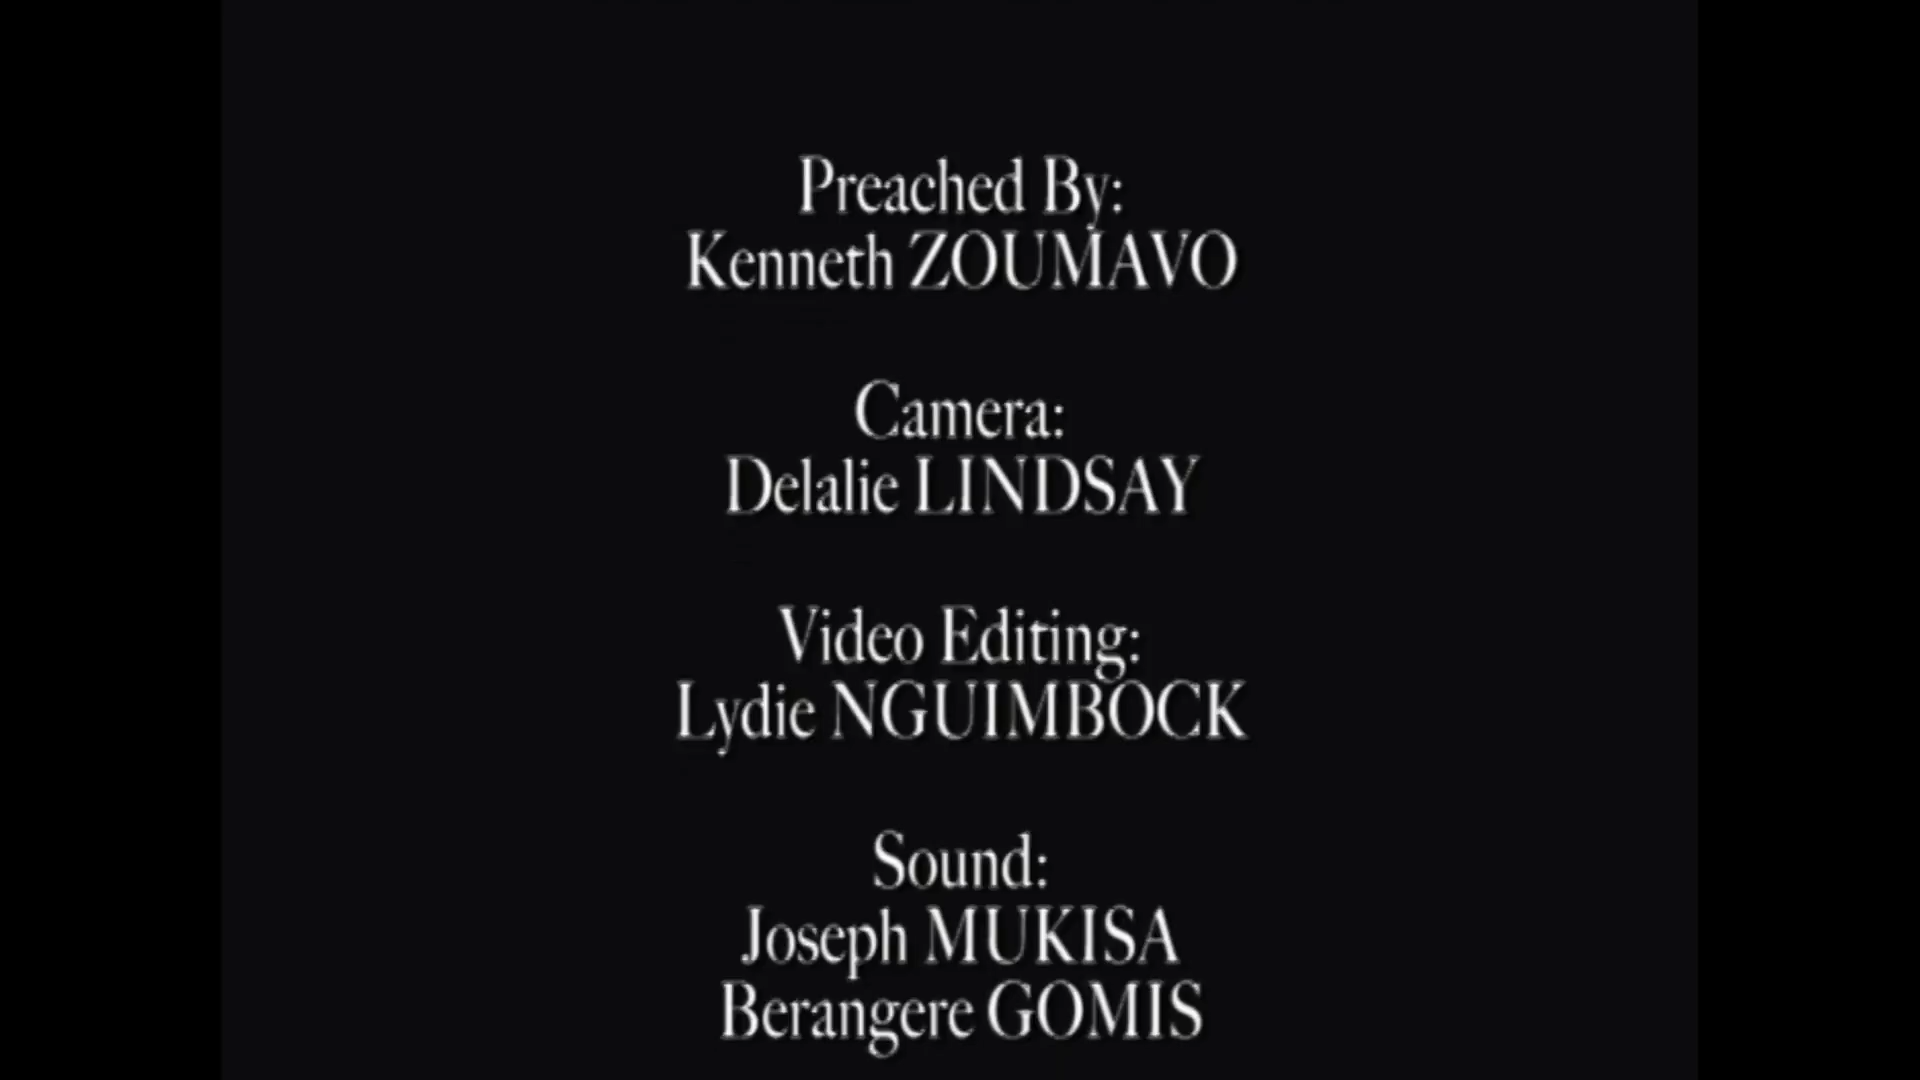 Preached By:
Kenneth ZOUMAVO
Camera:
Delalie LINDSAY
Video Editing:
Lydie NGUIMBOCK
Sound:
Joseph MUKISA
Berangere GOMIS